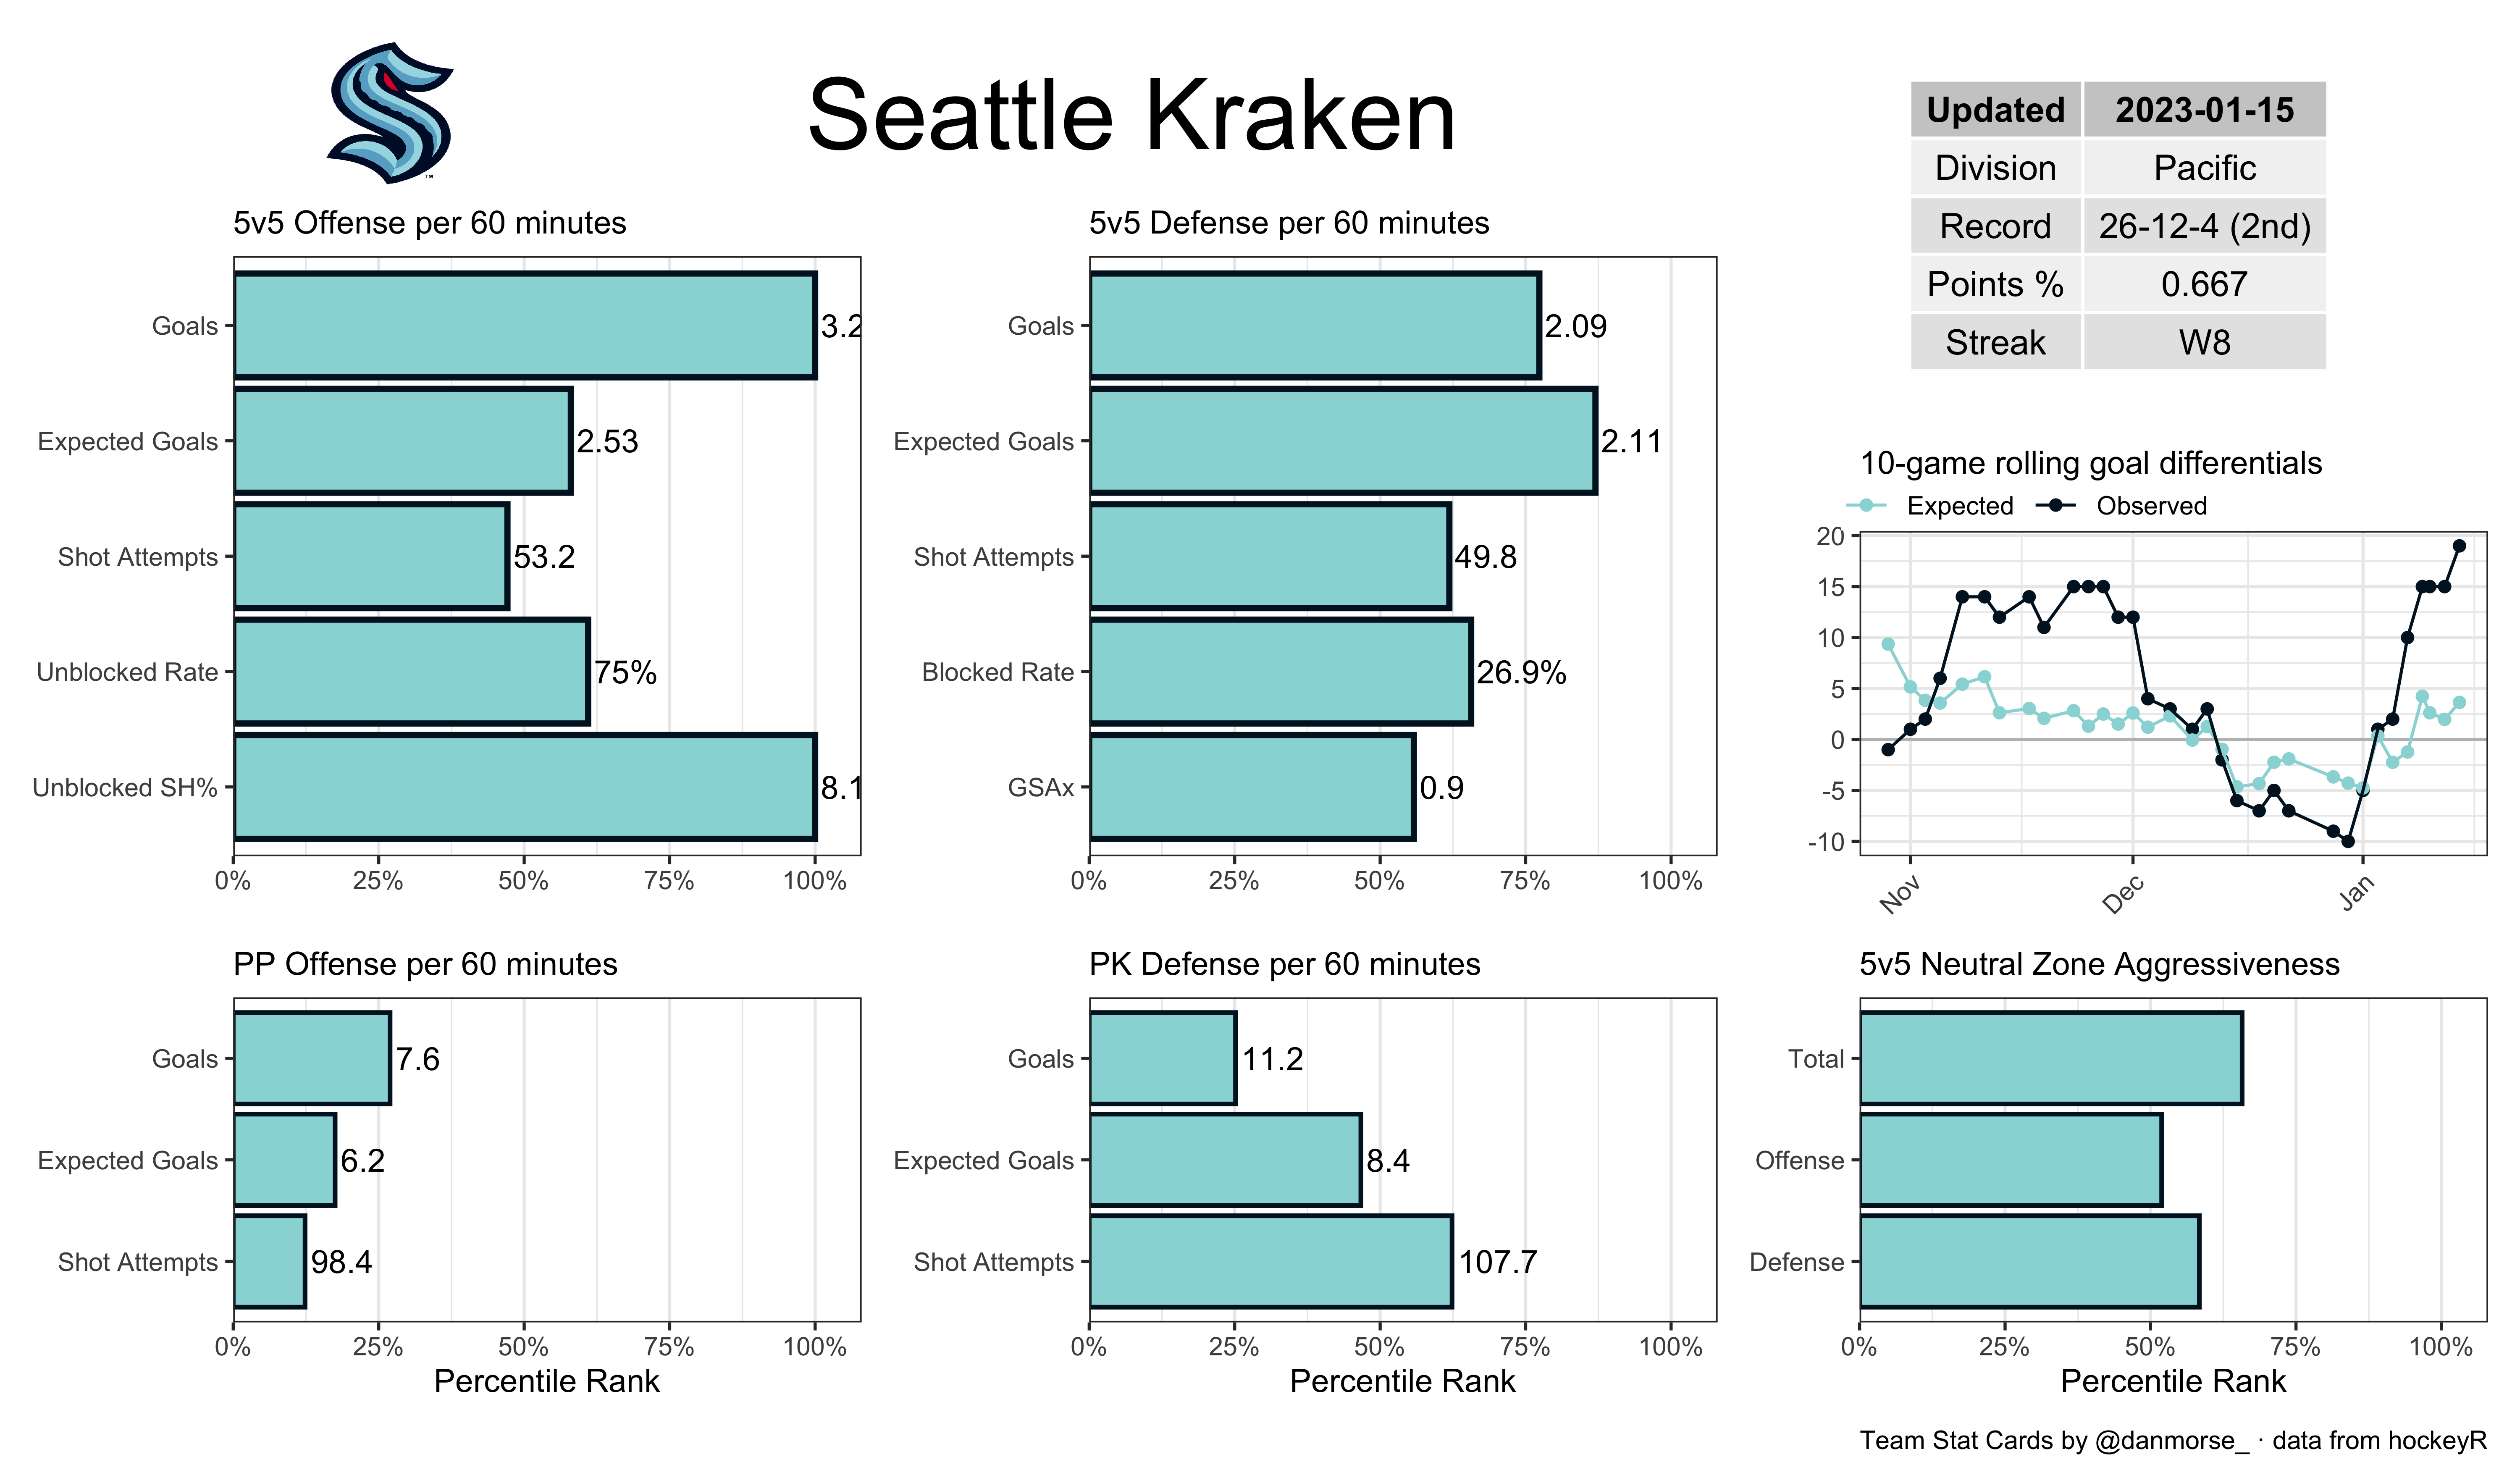 Seattle Kraken
™
Updated 2023-01-15
Division Pacific
Record 26-12-4 (2nd)
Points % 0.667
Streak W8
5v5 Offense per 60 minutes
Goals 3.2
Expected Goals 2.53
Shot Attempts 53.2
Unblocked Rate 75%
Unblocked SH% 8.1
0% 25% 50% 75% 100%
5v5 Defense per 60 minutes
Goals 2.09
Expected Goals 2.11
Shot Attempts 49.8
Blocked Rate 26.9%
GSAx 0.9
0% 25% 50% 75% 100%
10-game rolling goal differentials
Expected Observed
20
15
10
5
0
-5
-10
Nov Dec Jan
PP Offense per 60 minutes
Goals 7.6
Expected Goals 6.2
Shot Attempts 98.4
0% 25% 50% 75% 100%
Percentile Rank
PK Defense per 60 minutes
Goals 11.2
Expected Goals 8.4
Shot Attempts 107.7
0% 25% 50% 75% 100%
Percentile Rank
5v5 Neutral Zone Aggressiveness
Total
Offense
Defense
0% 25% 50% 75% 100%
Percentile Rank
Team Stat Cards by @danmorse_ · data from hockeyR